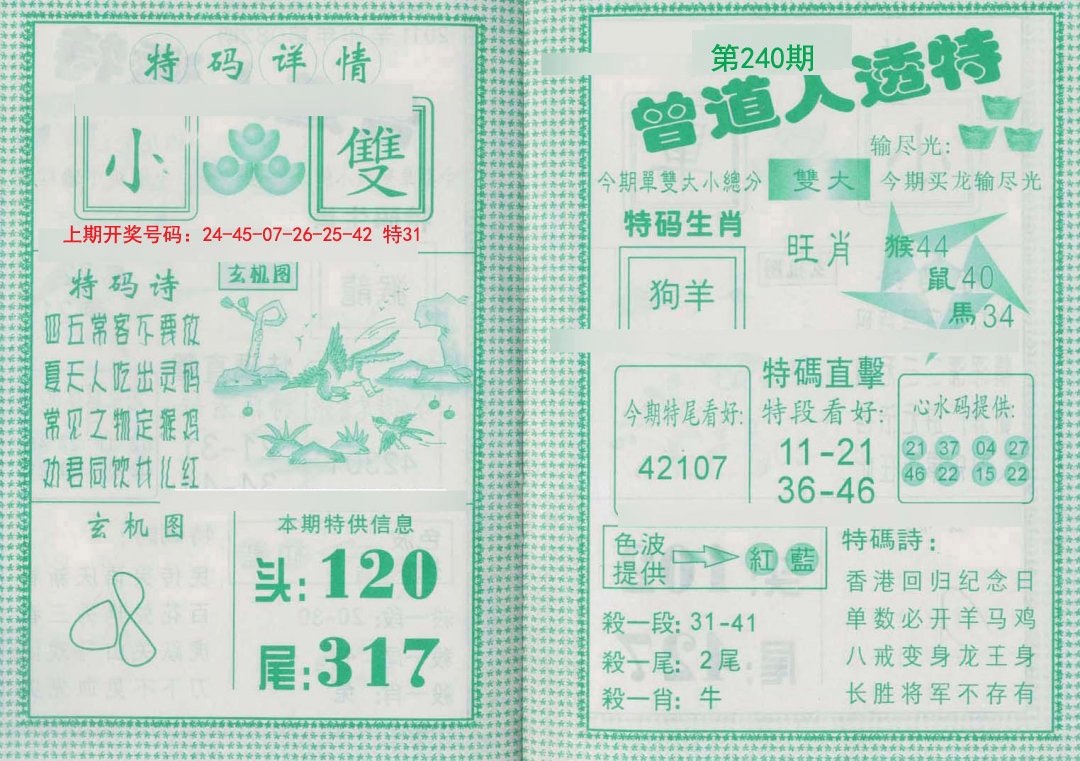 特码详情
小 雙
上期开奖号码：24-45-07-26-25-42 特31
特码诗
四五常客不要放
夏天人吃出灵码
常见之物定猴鸡
劝君同饮扶儿红
玄机图
玄机图
本期特供信息
头:120
尾:317
第240期
曾道人透特
输尽光:
今期單雙大小總分 雙大 今期买龙输尽光
特码生肖
狗羊
旺肖
猴44
鼠40
馬34
今期特尾看好:
42107
特碼直擊
特段看好:
11-21
36-46
心水码提供:
21 37 04 27
46 22 15 22
色波
提供
紅 藍
殺一段: 31-41
殺一尾: 2尾
殺一肖: 牛
特碼詩:
香港回归纪念日
单数必开羊马鸡
八戒变身龙王身
长胜将军不存有